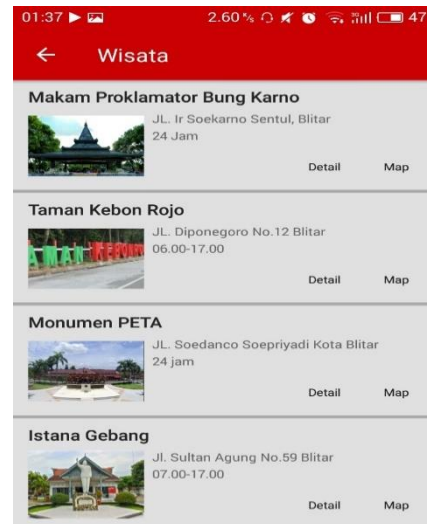 01:37 2.60 47
Wisata
Makam Proklamator Bung Karno
JL. Ir Soekarno Sentul, Blitar
24 Jam
Detail Map
Taman Kebon Rojo
JL. Diponegoro No.12 Blitar
06.00-17.00
Detail Map
Monumen PETA
JL. Soedanco Soepriyadi Kota Blitar
24 jam
Detail Map
Istana Gebang
Jl. Sultan Agung No.59 Blitar
07.00-17.00
Detail Map